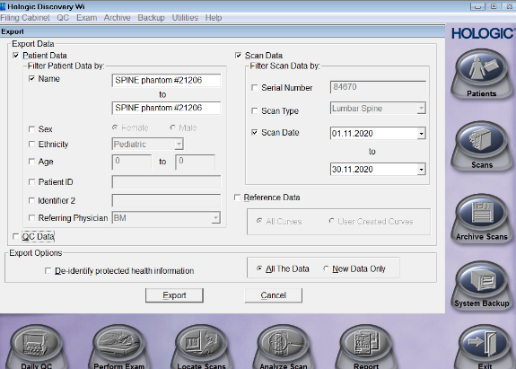 Hologic Discovery Wi
Filing Cabinet QC Exam Archive Backup Utilities Help
Export
HOLOGIC
Export Data
Patient Data
Filter Patient Data by:
Name
SPINE phantom #21206
to
SPINE phantom #21206
Sex
Female
Male
Ethnicity
Pediatric
Age
0
to
0
Patient ID
Identifier 2
Referring Physician
BM
QC Data
Scan Data
Filter Scan Data by:
Serial Number
84670
Scan Type
Lumbar Spine
Scan Date
01.11.2020
to
30.11.2020
Reference Data
All Curves
User Created Curves
Export Options
De-identify protected health information
All The Data
New Data Only
Export
Cancel
Patients
Scans
Archive Scans
System Backup
Daily QC
Perform Exam
Locate Scans
Analyze Scan
Report
Exit